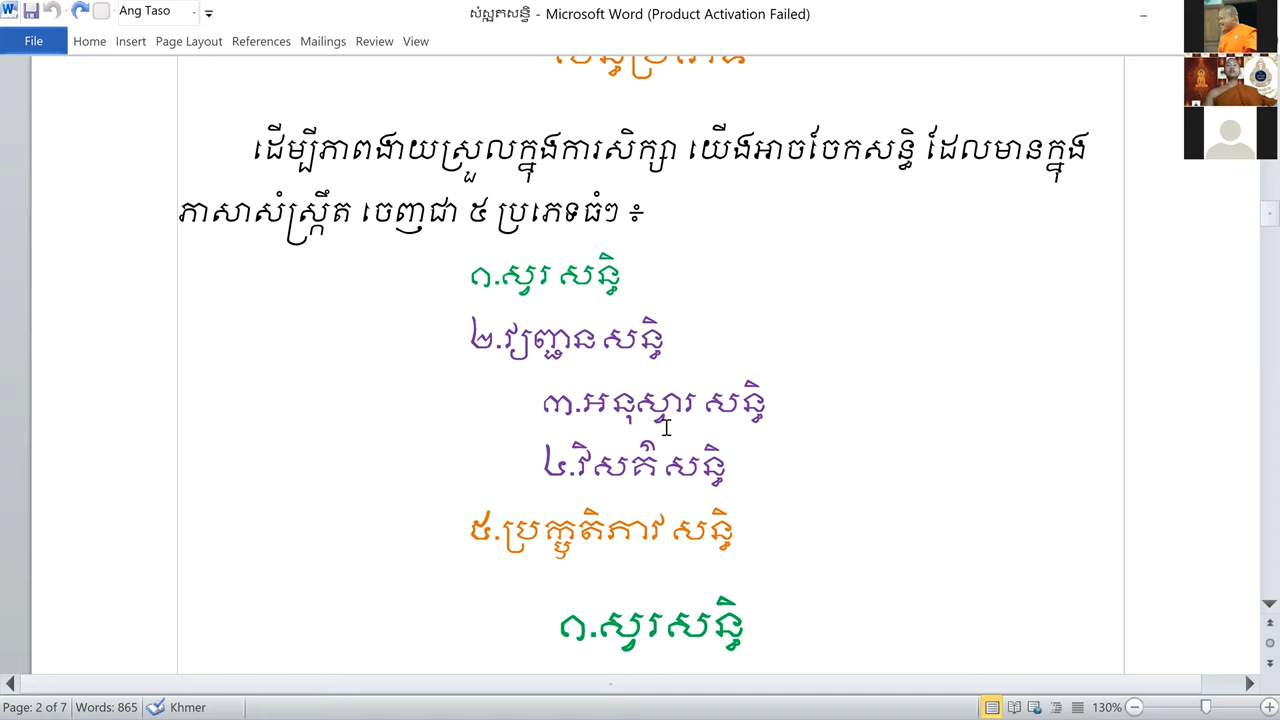 Ang Taso
សំស្ក្រឹតសន្ធិ - Microsoft Word (Product Activation Failed)
File Home Insert Page Layout References Mailings Review View
ដើម្បីភាពងាយស្រួលក្នុងការសិក្សា យើងអាចចែកសន្ធិ ដែលមានក្នុង
ភាសាសំស្ក្រឹត ចេញជា ៥ ប្រភេទធំៗ ៖
១.ស្វរ សន្ធិ
២.វ្យញ្ជន សន្ធិ
៣.អនុស្វារ សន្ធិ
៤.វិសគ៌ សន្ធិ
៥.ប្រក្ឫតិភាវ សន្ធិ
១.ស្វរសន្ធិ
Page: 2 of 7 Words: 865 Khmer 130%